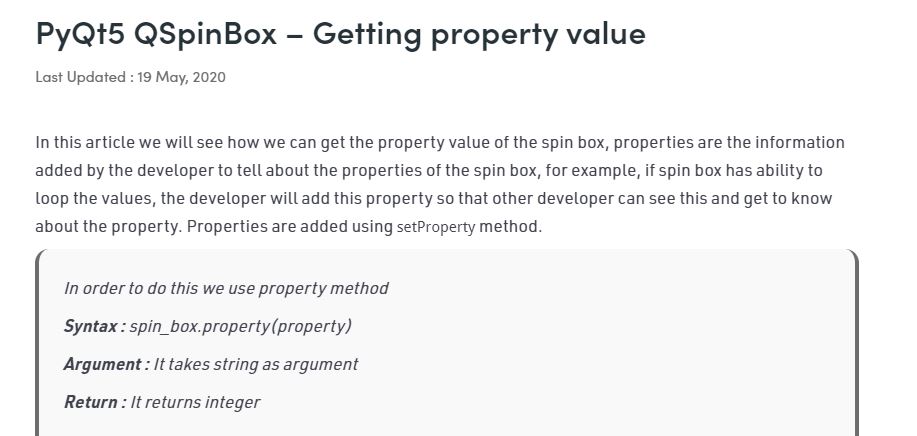 PyQt5 QSpinBox – Getting property value
Last Updated : 19 May, 2020
In this article we will see how we can get the property value of the spin box, properties are the information
added by the developer to tell about the properties of the spin box, for example, if spin box has ability to
loop the values, the developer will add this property so that other developer can see this and get to know
about the property. Properties are added using setProperty method.
In order to do this we use property method
Syntax : spin_box.property(property)
Argument : It takes string as argument
Return : It returns integer